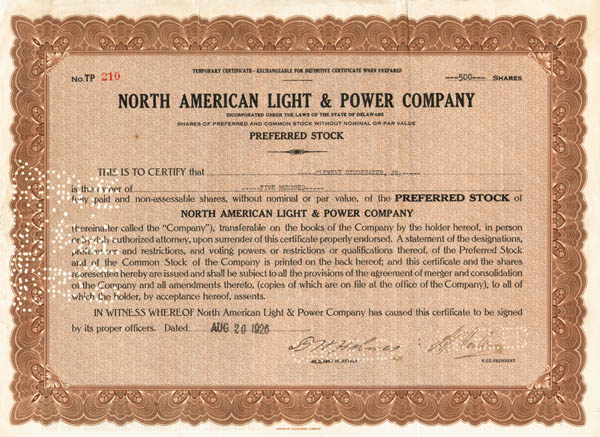 TEMPORARY CERTIFICATE—EXCHANGEABLE FOR DEFINITIVE CERTIFICATE WHEN PREPARED
No. TP 210
----500---- SHARES
NORTH AMERICAN LIGHT & POWER COMPANY
INCORPORATED UNDER THE LAWS OF THE STATE OF DELAWARE
SHARES OF PREFERRED AND COMMON STOCK WITHOUT NOMINAL OR PAR VALUE
PREFERRED STOCK
THIS IS TO CERTIFY that -----CLEMENT STUDEBAKER, JR.-----
is the owner of -----FIVE HUNDRED-----
fully paid and non-assessable shares, without nominal or par value, of the PREFERRED STOCK of
NORTH AMERICAN LIGHT & POWER COMPANY
(hereinafter called the "Company"), transferable on the books of the Company by the holder hereof, in person
or by duly authorized attorney, upon surrender of this certificate properly endorsed. A statement of the designations,
preferences and restrictions, and voting powers or restrictions or qualifications thereof, of the Preferred Stock
and of the Common Stock of the Company is printed on the back hereof; and this certificate and the shares
represented hereby are issued and shall be subject to all the provisions of the agreement of merger and consolidation
of the Company and all amendments thereto, (copies of which are on file at the office of the Company), to all of
which the holder, by acceptance hereof, assents.
IN WITNESS WHEREOF North American Light & Power Company has caused this certificate to be signed
by its proper officers. Dated AUG 20 1926
VICE-PRESIDENT